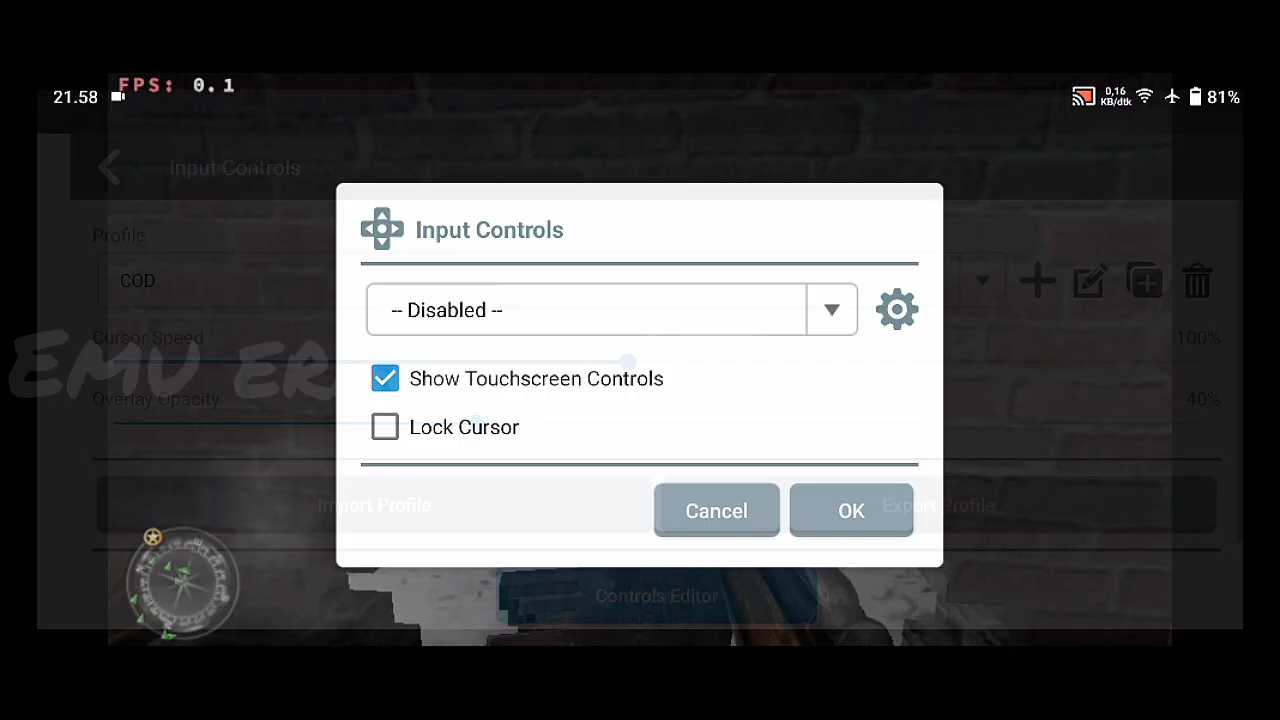 FPS: 0.1
21.58
0,16
KB/dtk
81%
Input Controls
Profile
COD
Cursor Speed
100%
Overlay Opacity
40%
Import Profile
Export Profile
Controls Editor
Input Controls
-- Disabled --
Show Touchscreen Controls
Lock Cursor
Cancel
OK